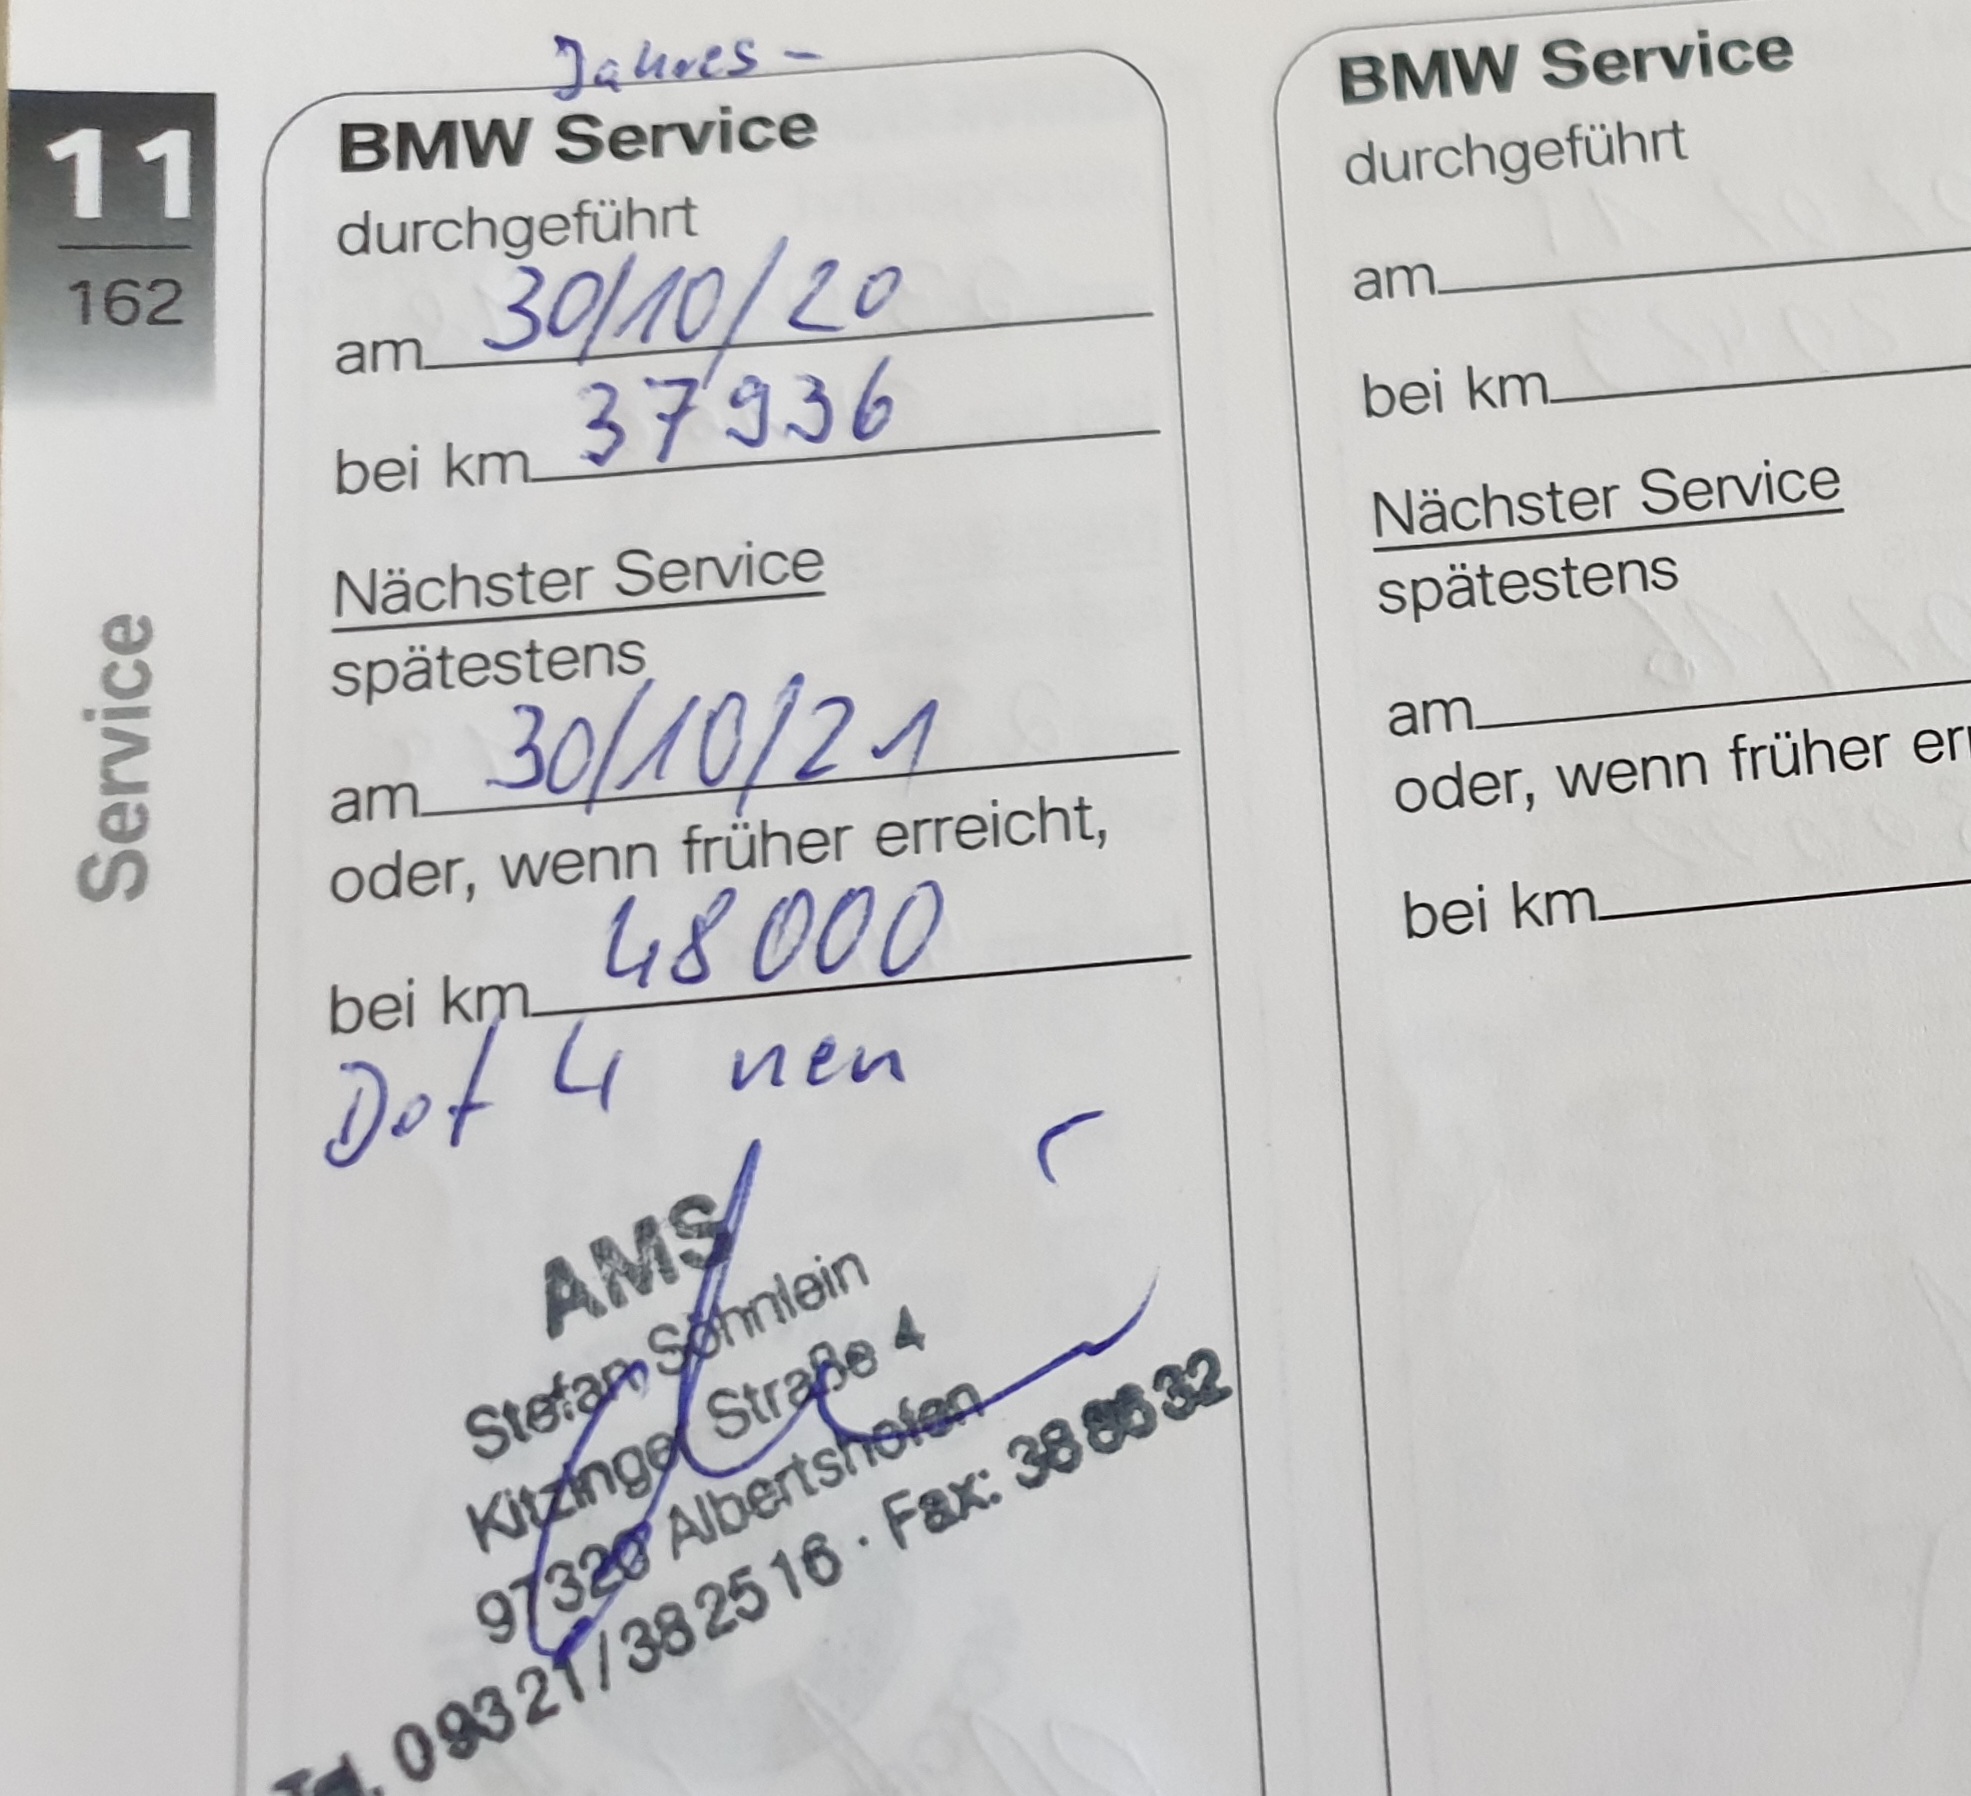 11
162
Service
Jahres-
BMW Service
durchgeführt
am 30/10/20
bei km 37936
Nächster Service
spätestens
am 30/10/21
oder, wenn früher erreicht,
bei km 48000
Dot 4 neu
AMS
Stefan Söhnlein
Kitzinger Straße 4
97320 Albertshofen
Tel. 09321/382516 · Fax: 388632
BMW Service
durchgeführt
am
bei km
Nächster Service
spätestens
am
oder, wenn früher er
bei km